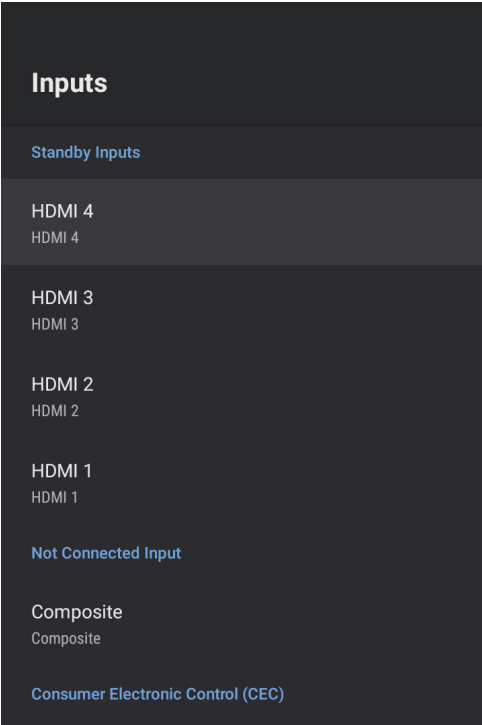 Inputs
Standby Inputs
HDMI 4
HDMI 4
HDMI 3
HDMI 3
HDMI 2
HDMI 2
HDMI 1
HDMI 1
Not Connected Input
Composite
Composite
Consumer Electronic Control (CEC)